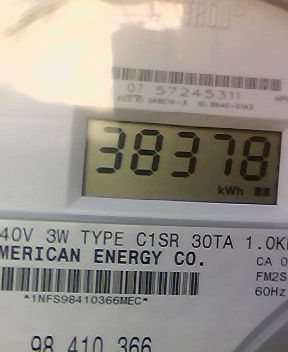 TRON®
07 57245311
38378
kWh
40V 3W TYPE C1SR 30TA 1.0K
MERICAN ENERGY CO.
CA 0
FM2S
60Hz
*1NFS98410366MEC*
98 410 366